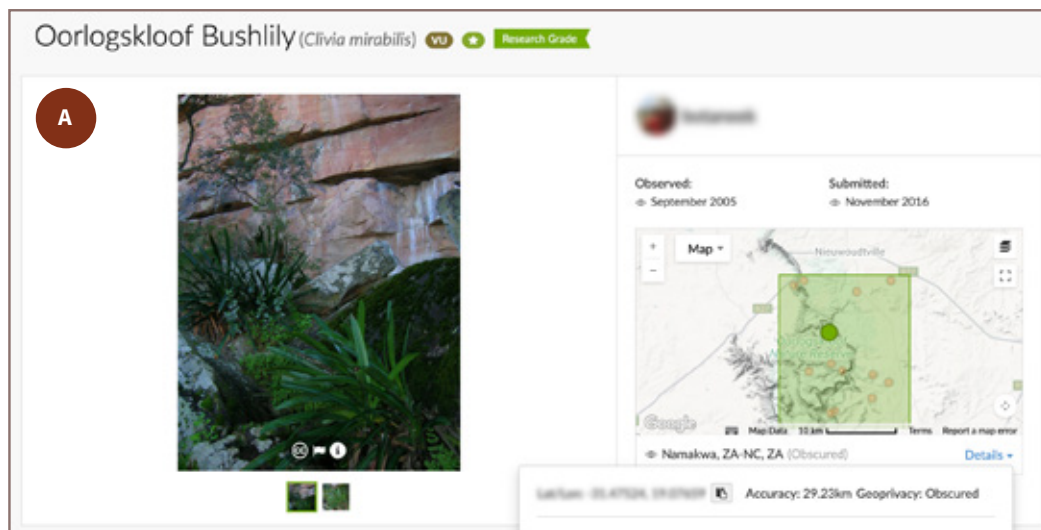 Oorlogskloof Bushlily (Clivia mirabilis) VU Research Grade
A
Observed:
September 2005
Submitted:
November 2016
+
−
Map
Nieuwoudtville
Google
Map Data 10 km Terms Report a map error
Namakwa, ZA-NC, ZA (Obscured)
Details
Accuracy: 29.23km Geoprivacy: Obscured